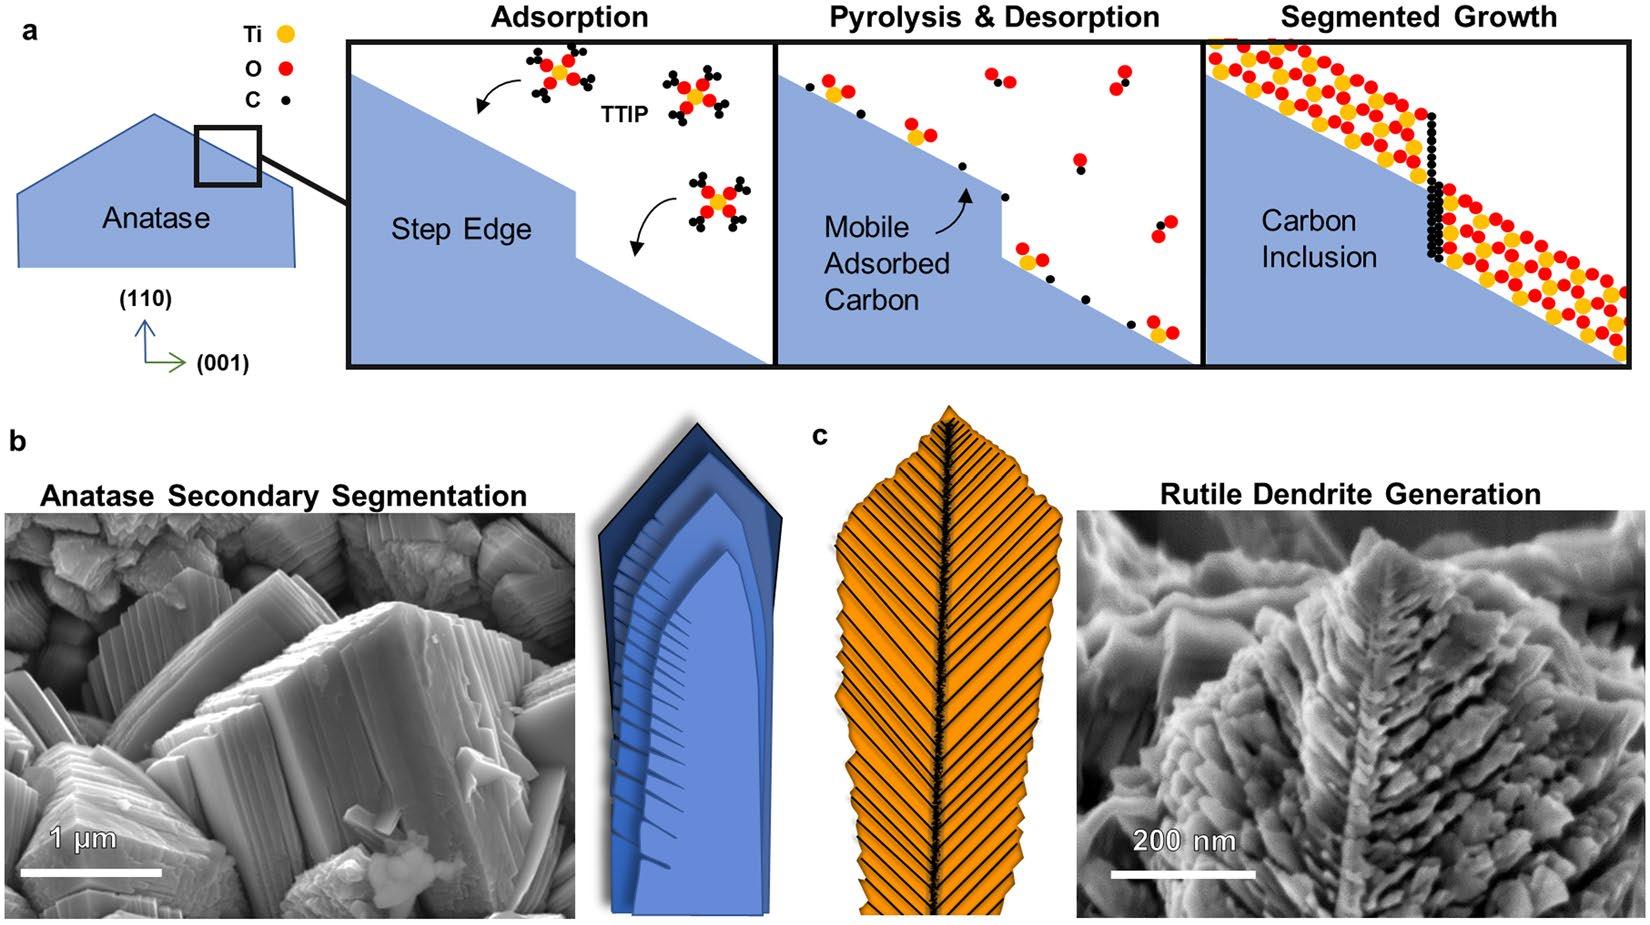 a
Ti
O
C
Anatase
(110)
(001)
Adsorption
TTIP
Step Edge
Pyrolysis & Desorption
Mobile
Adsorbed
Carbon
Segmented Growth
Carbon
Inclusion
b
Anatase Secondary Segmentation
1 μm
c
Rutile Dendrite Generation
200 nm